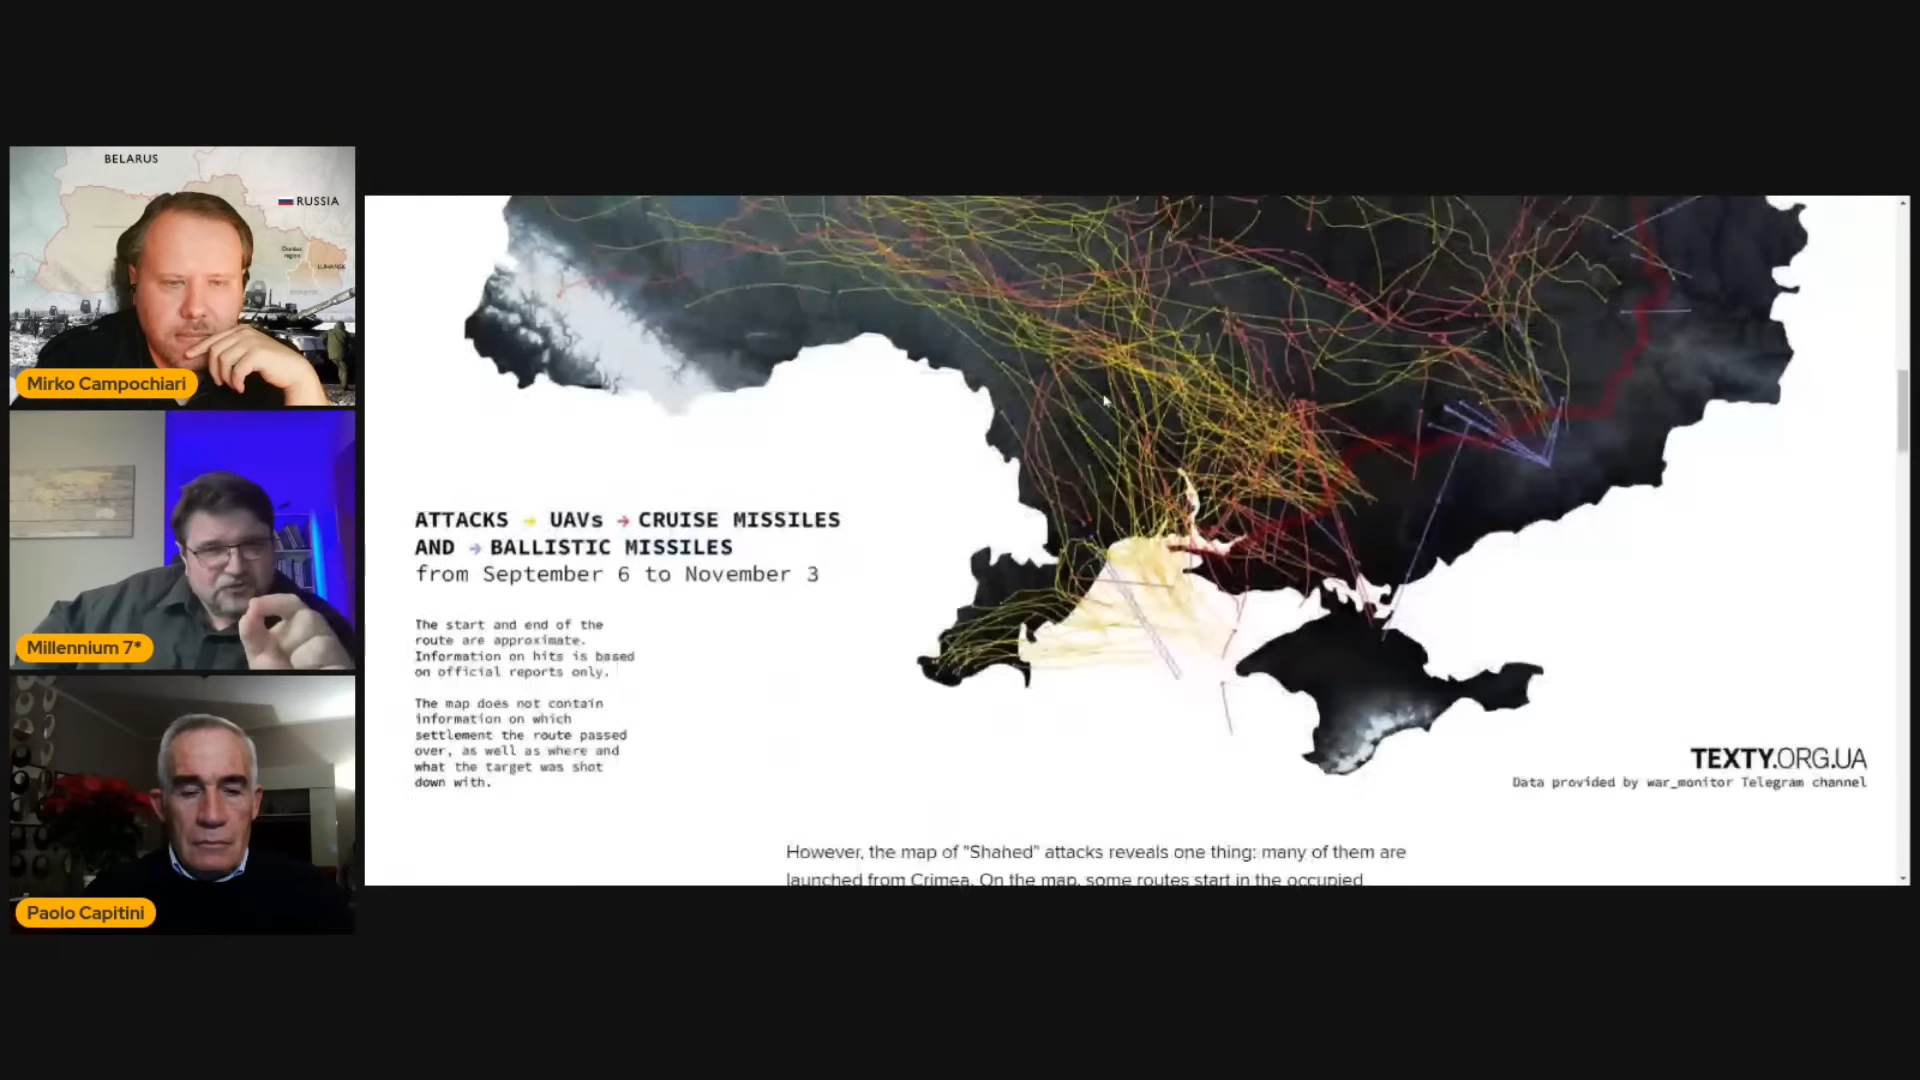 BELARUS
RUSSIA
Donbas
region
LUHANSK
Mirko Campochiari
Millennium 7*
Paolo Capitini
ATTACKS → UAVs → CRUISE MISSILES
AND → BALLISTIC MISSILES
from September 6 to November 3
The start and end of the
route are approximate.
Information on hits is based
on official reports only.
The map does not contain
information on which
settlement the route passed
over, as well as where and
what the target was shot
down with.
TEXTY.ORG.UA
Data provided by war_monitor Telegram channel
However, the map of "Shahed" attacks reveals one thing: many of them are
launched from Crimea. On the map, some routes start in the occupied